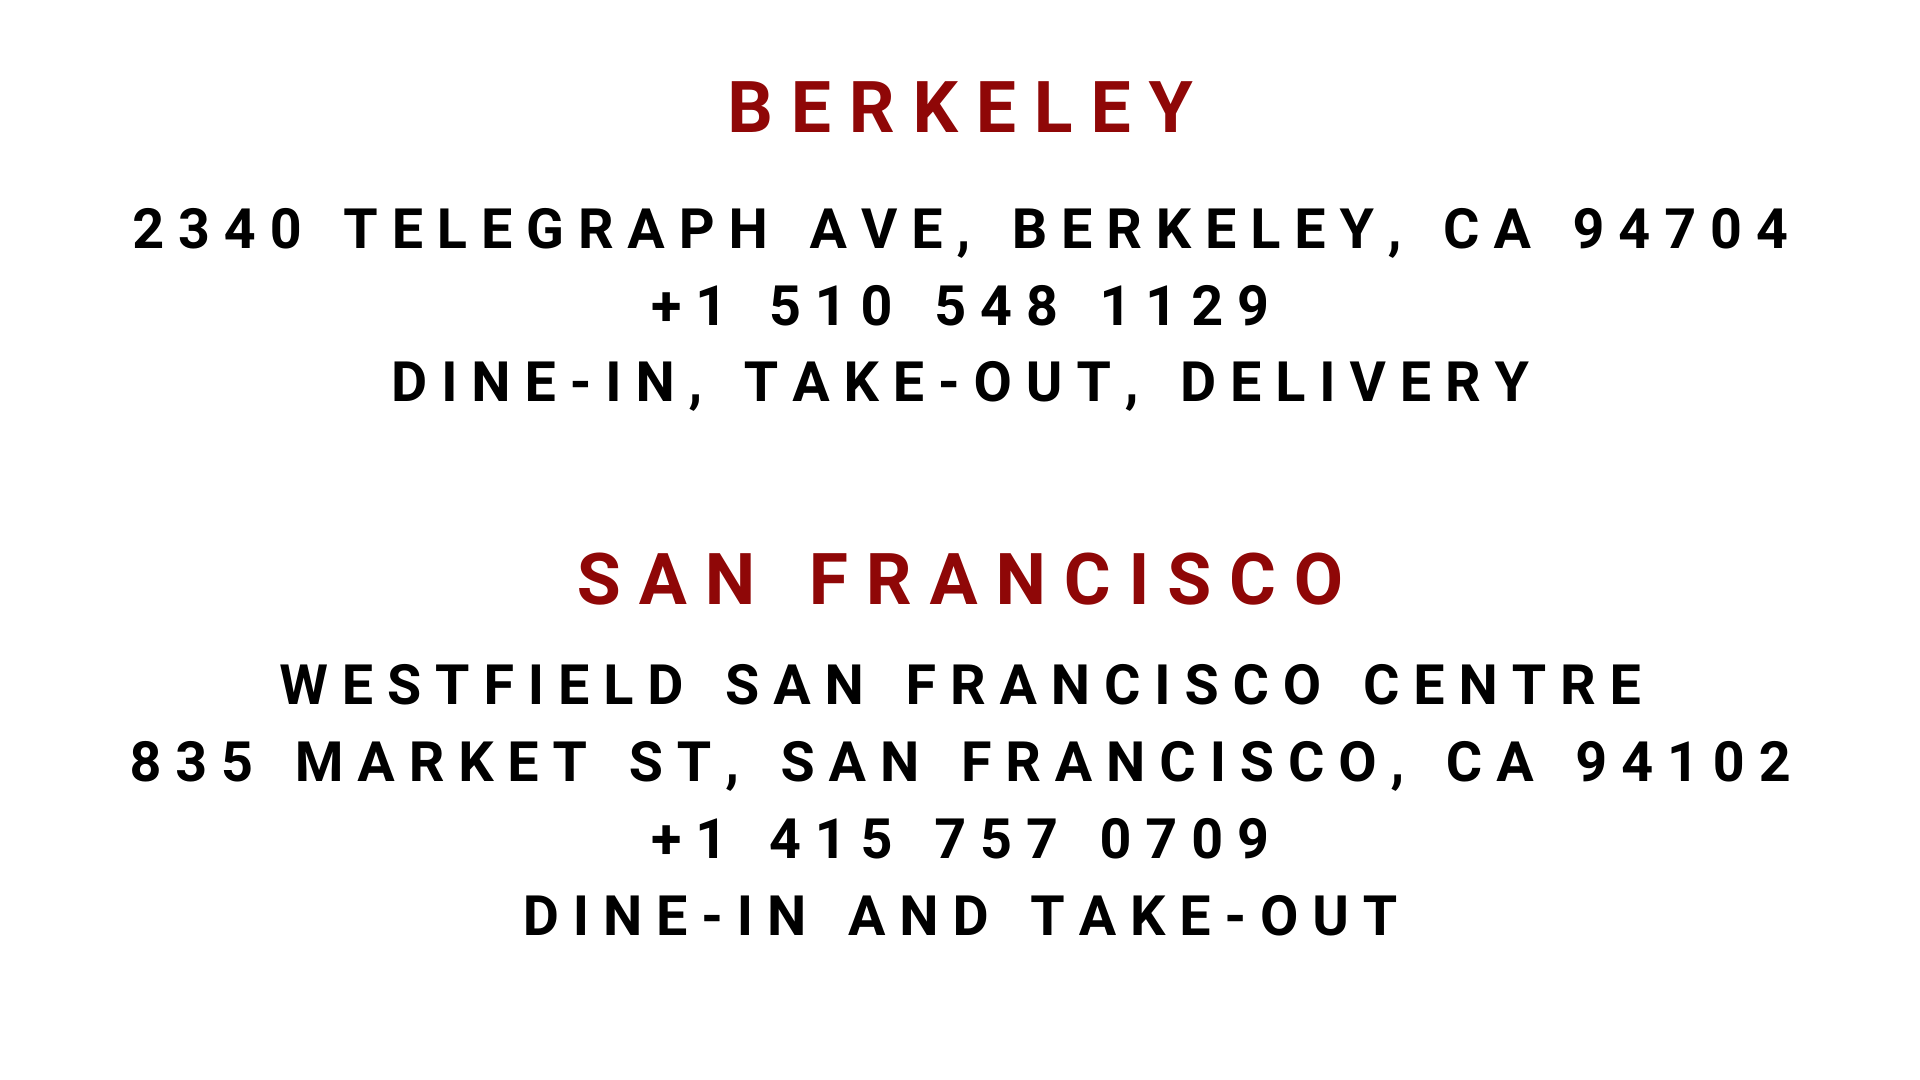 BERKELEY
2340 TELEGRAPH AVE, BERKELEY, CA 94704
+1 510 548 1129
DINE-IN, TAKE-OUT, DELIVERY
SAN FRANCISCO
WESTFIELD SAN FRANCISCO CENTRE
835 MARKET ST, SAN FRANCISCO, CA 94102
+1 415 757 0709
DINE-IN AND TAKE-OUT